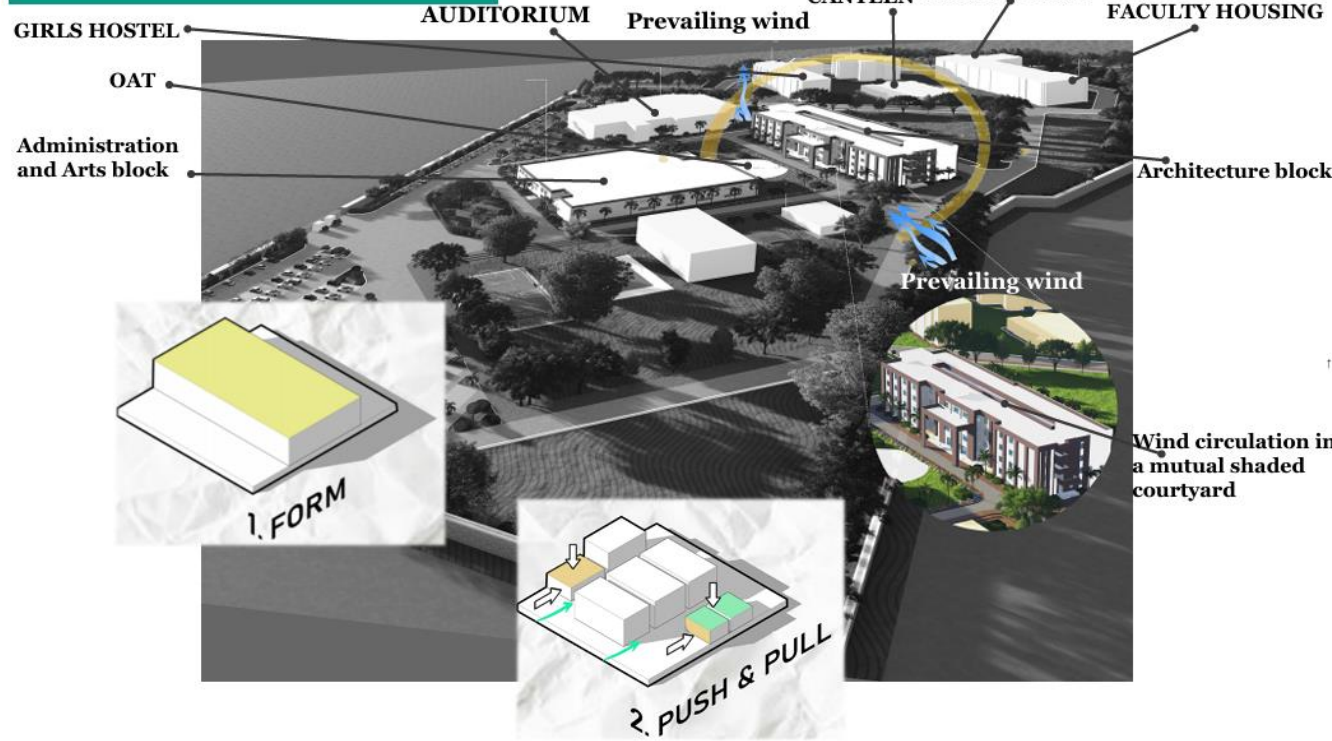 AUDITORIUM
Prevailing wind
CANTEEN
FACULTY HOUSING
GIRLS HOSTEL
OAT
Administration
and Arts block
Architecture block
Prevailing wind
Wind circulation in
a mutual shaded
courtyard
1. FORM
2. PUSH & PULL